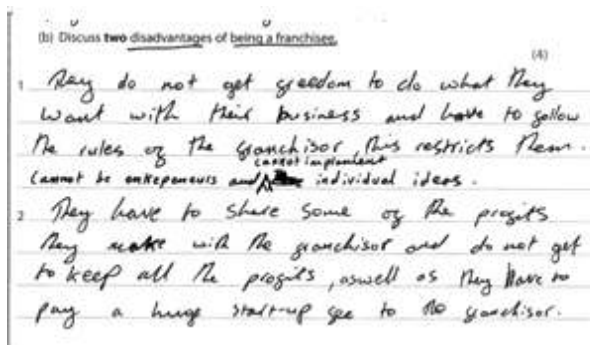 (b) Discuss two disadvantages of being a franchisee.
(4)
1 They do not get freedom to do what they
want with their business and have to follow
the rules of the franchisor, this restricts them.
cannot implement
Cannot be entrepaneurs and individual ideas.
2 They have to share some of the profits
they make with the franchisor and do not get
to keep all the profits, aswell as they have to
pay a huge start-up fee to the franchisor.